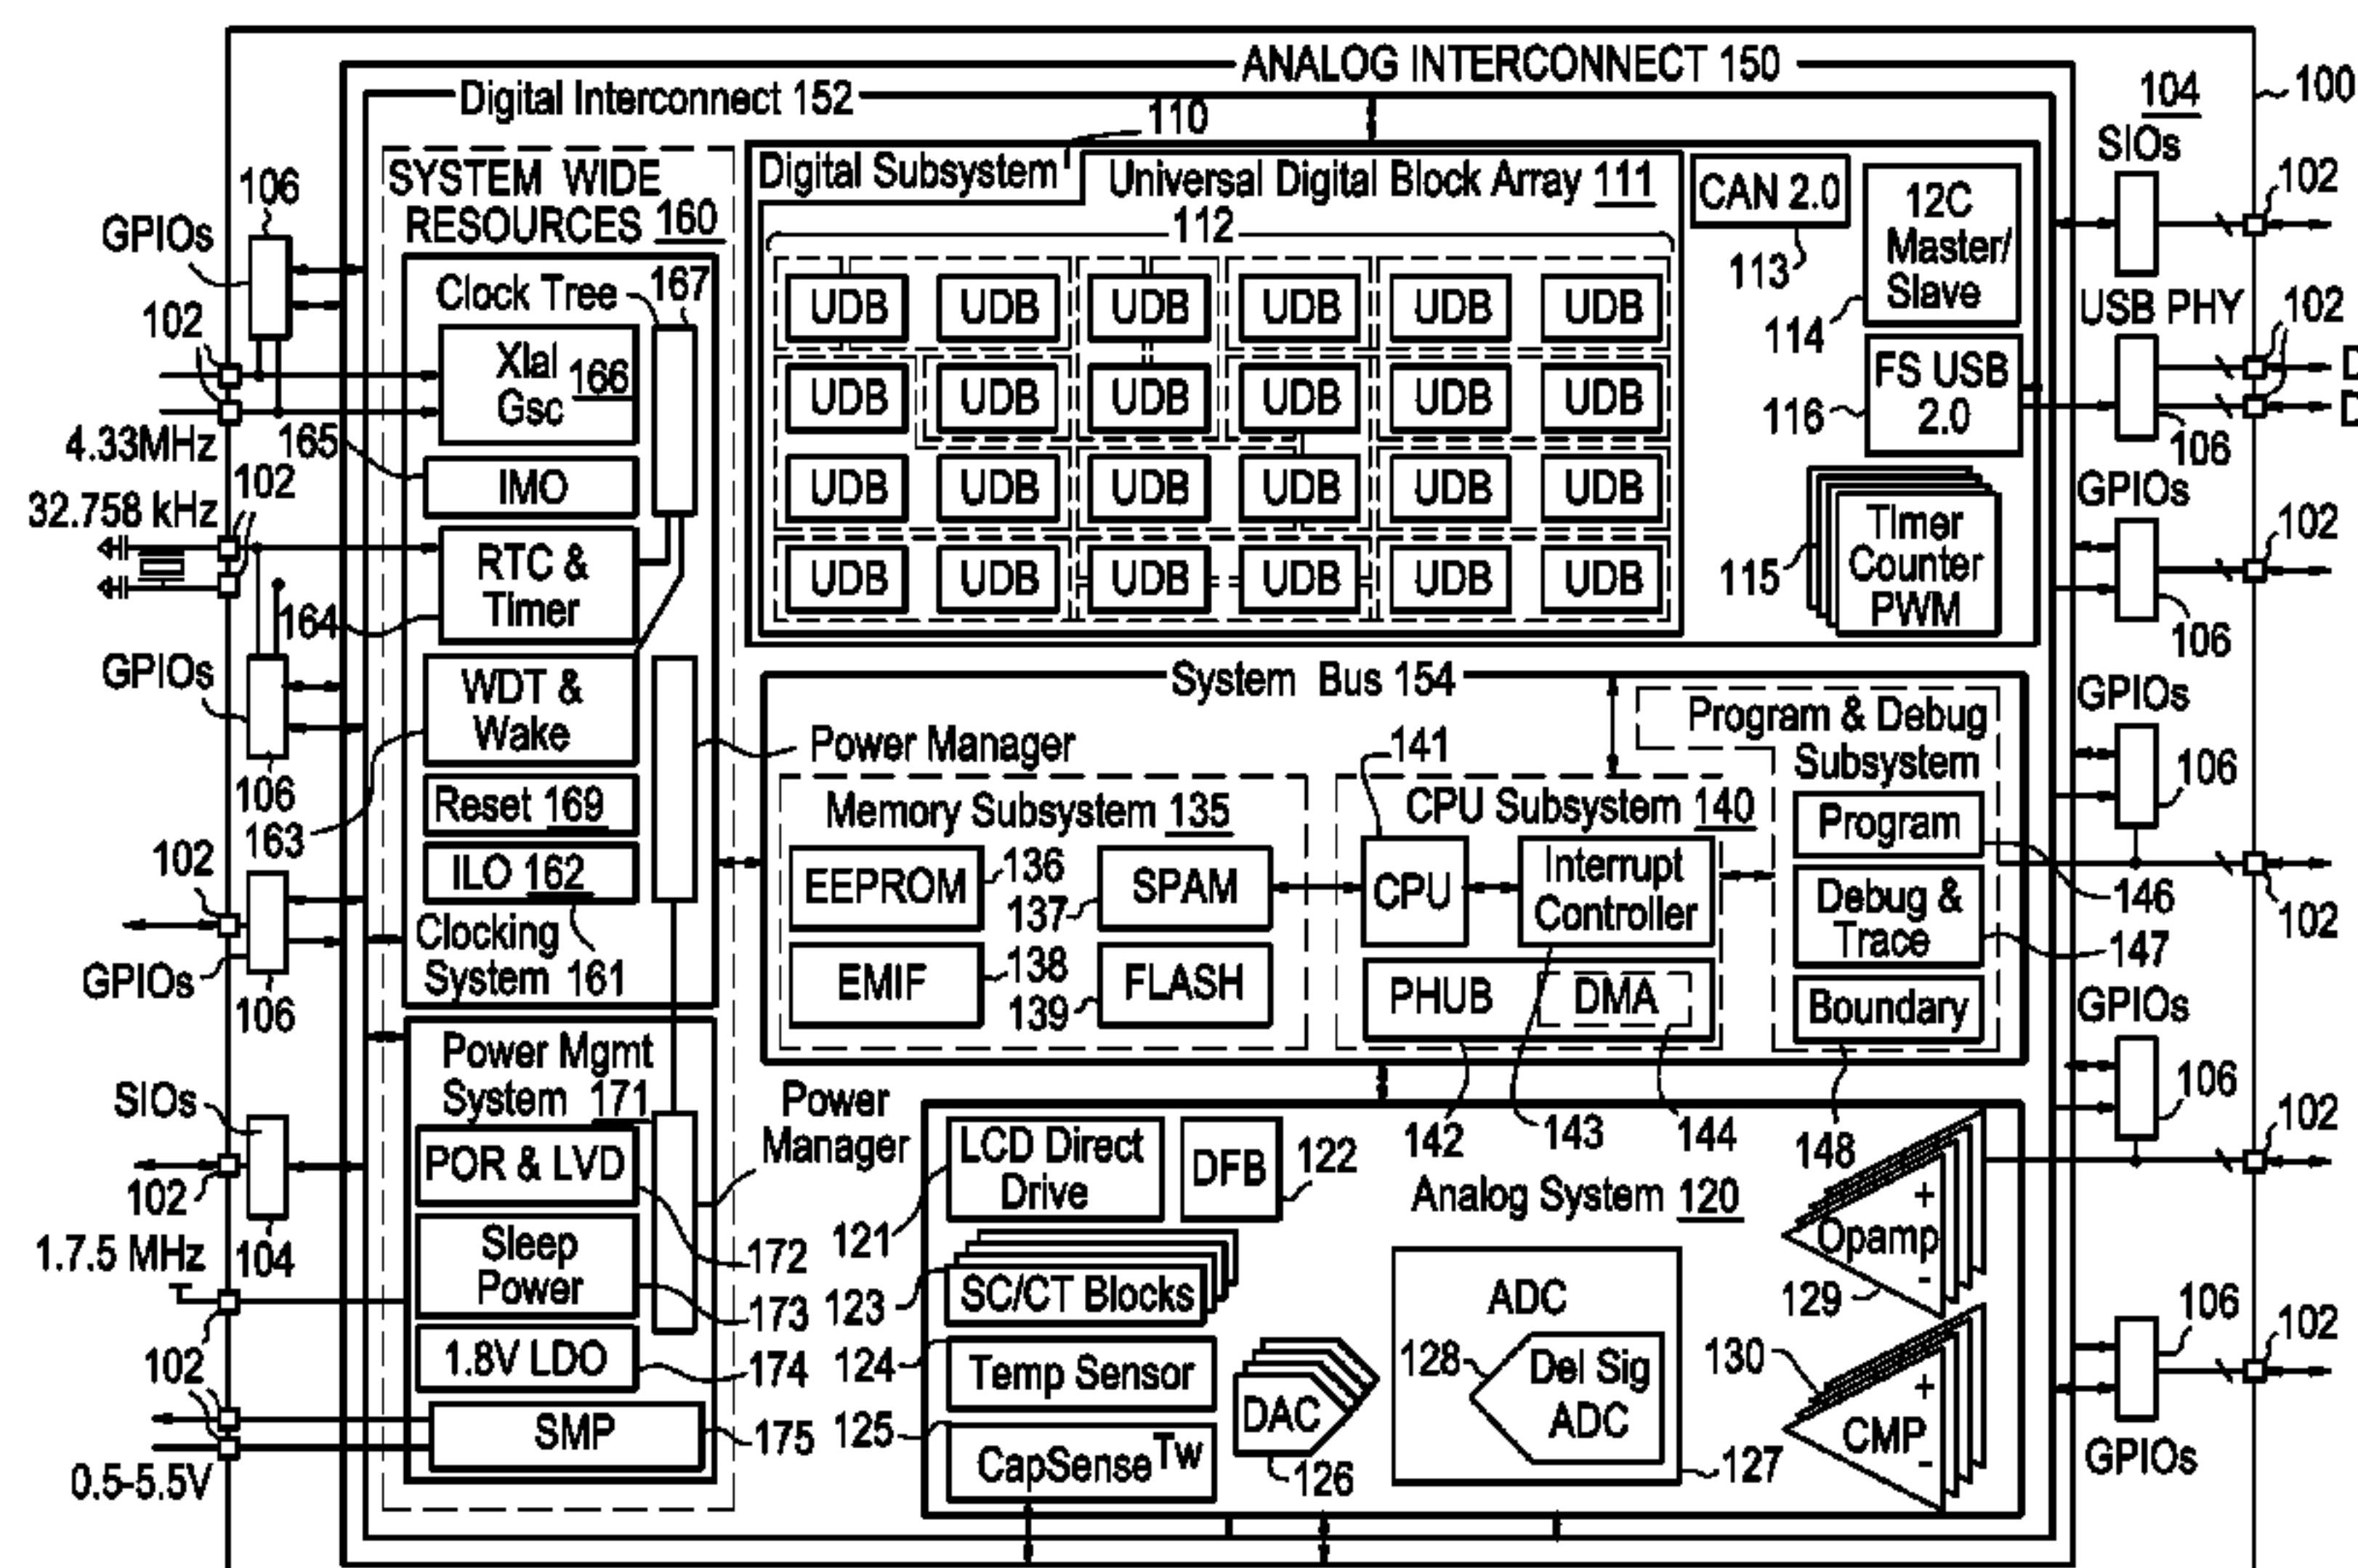 ANALOG INTERCONNECT 150
Digital Interconnect 152
110
104
100
SIOs
102
SYSTEM WIDE
RESOURCES 160
Digital Subsystem
Universal Digital Block Array 111
112
CAN 2.0
113
12C
Master/
Slave
114
USB PHY
102
D
D
FS USB
2.0
116
106
UDB UDB UDB UDB UDB UDB
UDB UDB UDB UDB UDB UDB
UDB UDB UDB UDB UDB UDB
UDB UDB UDB UDB UDB UDB
115
Timer
Counter
PWM
GPIOs
102
106
106
GPIOs
102
4.33MHz
102
32.758 kHz
Clock Tree
167
Xlal
Gsc 166
165
IMO
RTC &
Timer
164
GPIOs
106
WDT &
Wake
163
Power Manager
Reset 169
ILO 162
Clocking
System 161
102
GPIOs
106
System Bus 154
Memory Subsystem 135
EEPROM
136
137
SPAM
EMIF
138
139
FLASH
141
CPU Subsystem 140
CPU
Interrupt
Controller
PHUB
DMA
142
143
144
Program & Debug
Subsystem
Program
146
Debug &
Trace
147
Boundary
148
GPIOs
106
102
GPIOs
106
102
Power Mgmt
System 171
Power
Manager
SIOs
102
104
POR & LVD
172
Sleep
Power
173
1.8V LDO
174
SMP
175
1.7.5 MHz
102
0.5-5.5V
LCD Direct
Drive
121
DFB
122
Analog System 120
123
SC/CT Blocks
124
Temp Sensor
125
CapSense Tw
DAC
126
ADC
128
Del Sig
ADC
127
+
Opamp
-
129
130
+
CMP
-
106
102
GPIOs